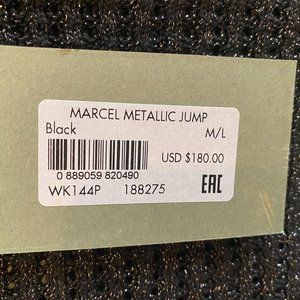 MARCEL METALLIC JUMP
Black M/L
USD $180.00
0 889059 820490
WK144P 188275 EAC